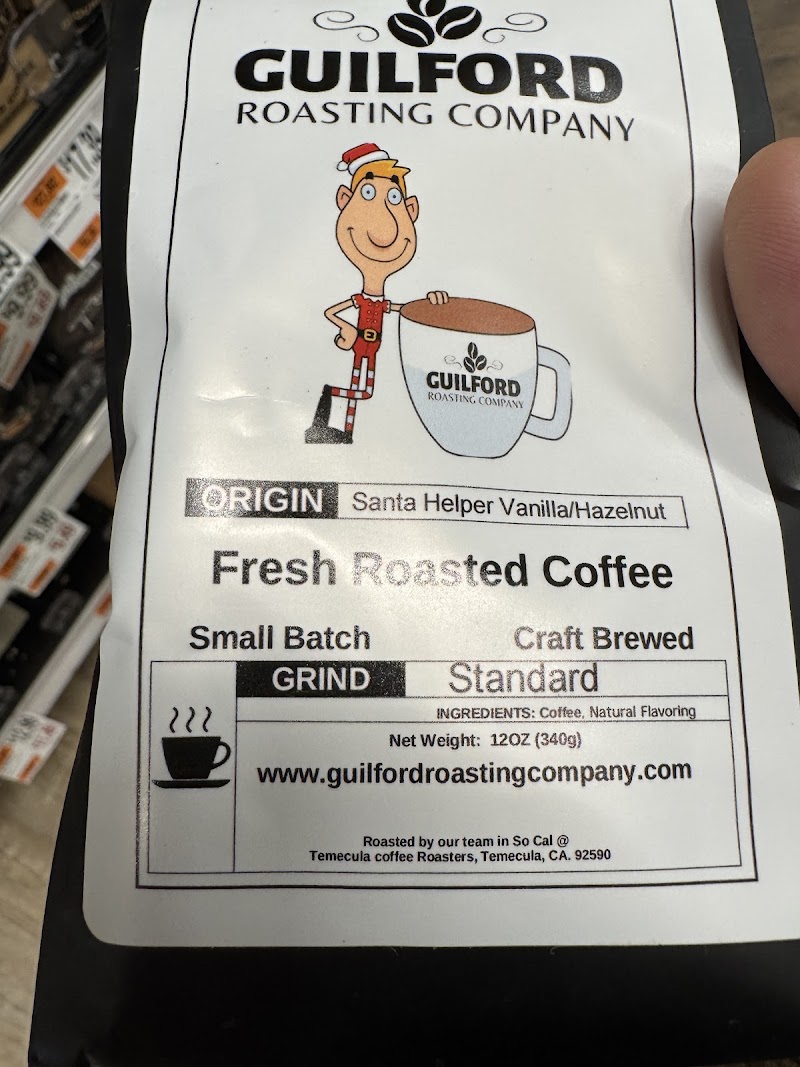 GUILFORD
ROASTING COMPANY
GUILFORD
ROASTING COMPANY
ORIGIN Santa Helper Vanilla/Hazelnut
Fresh Roasted Coffee
Small Batch Craft Brewed
GRIND Standard
INGREDIENTS: Coffee, Natural Flavoring
Net Weight: 12OZ (340g)
www.guilfordroastingcompany.com
Roasted by our team in So Cal @
Temecula coffee Roasters, Temecula, CA. 92590